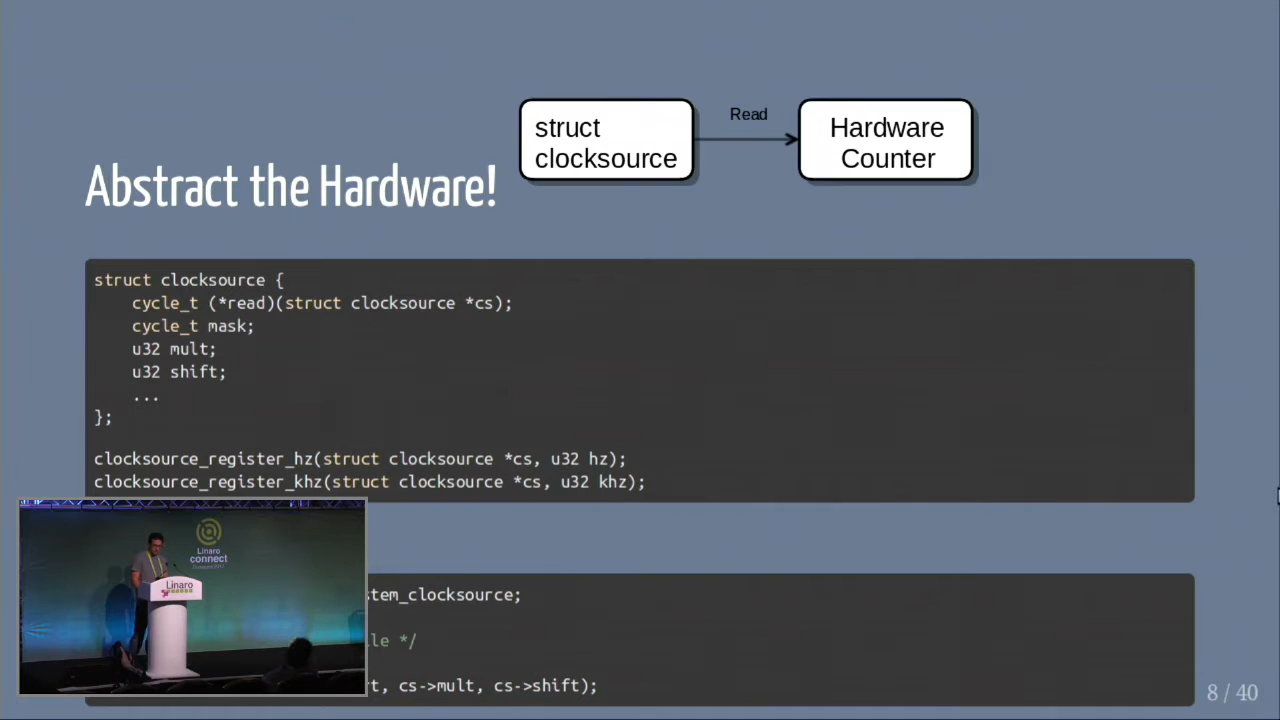 struct
clocksource
Read
Hardware
Counter
Abstract the Hardware!
struct clocksource {
    cycle_t (*read)(struct clocksource *cs);
    cycle_t mask;
    u32 mult;
    u32 shift;
    ...
};
clocksource_register_hz(struct clocksource *cs, u32 hz);
clocksource_register_khz(struct clocksource *cs, u32 khz);
Linaro
connect
Linaro
stem_clocksource;
le */
t, cs->mult, cs->shift);
8 / 40